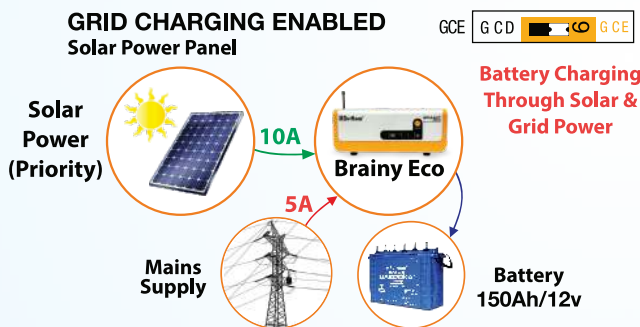 GRID CHARGING ENABLED
Solar Power Panel
GCE GCD 6 GCE
Battery Charging
Through Solar &
Grid Power
Solar
Power
(Priority)
10A
Brainy Eco
5A
Mains
Supply
Battery
150Ah/12v